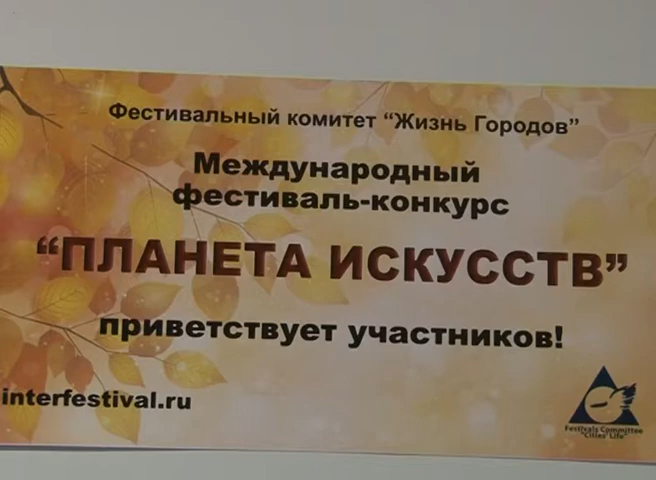 Фестивальный комитет “Жизнь Городов”
Международный
фестиваль-конкурс
“ПЛАНЕТА ИСКУССТВ”
приветствует участников!
interfestival.ru
Festivals Committee
"Cities' Life"